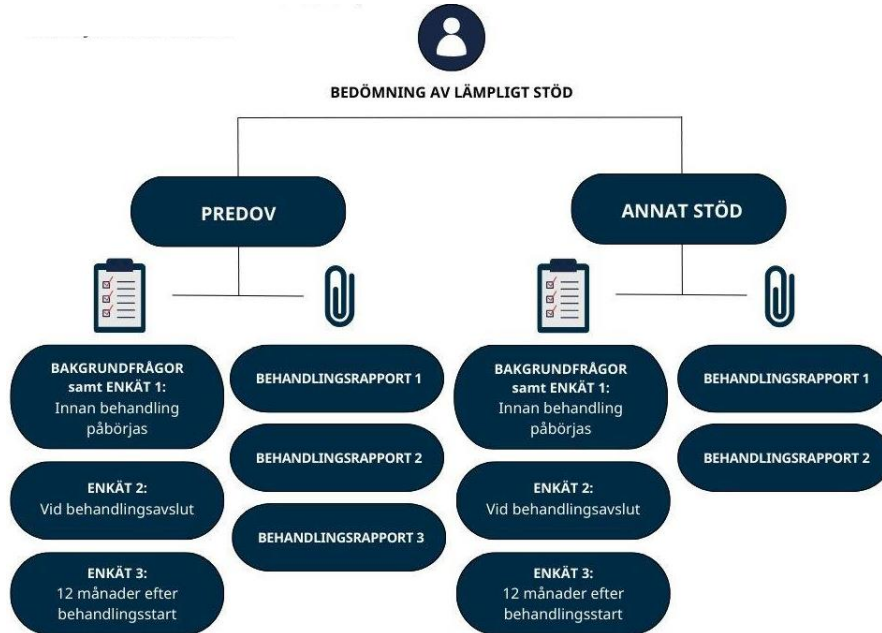 BEDÖMNING AV LÄMPLIGT STÖD
PREDOV
BAKGRUNDFRÅGOR
samt ENKÄT 1:
Innan behandling
påbörjas
ENKÄT 2:
Vid behandlingsavslut
ENKÄT 3:
12 månader efter
behandlingsstart
BEHANDLINGSRAPPORT 1
BEHANDLINGSRAPPORT 2
BEHANDLINGSRAPPORT 3
ANNAT STÖD
BAKGRUNDFRÅGOR
samt ENKÄT 1:
Innan behandling
påbörjas
ENKÄT 2:
Vid behandlingsavslut
ENKÄT 3:
12 månader efter
behandlingsstart
BEHANDLINGSRAPPORT 1
BEHANDLINGSRAPPORT 2